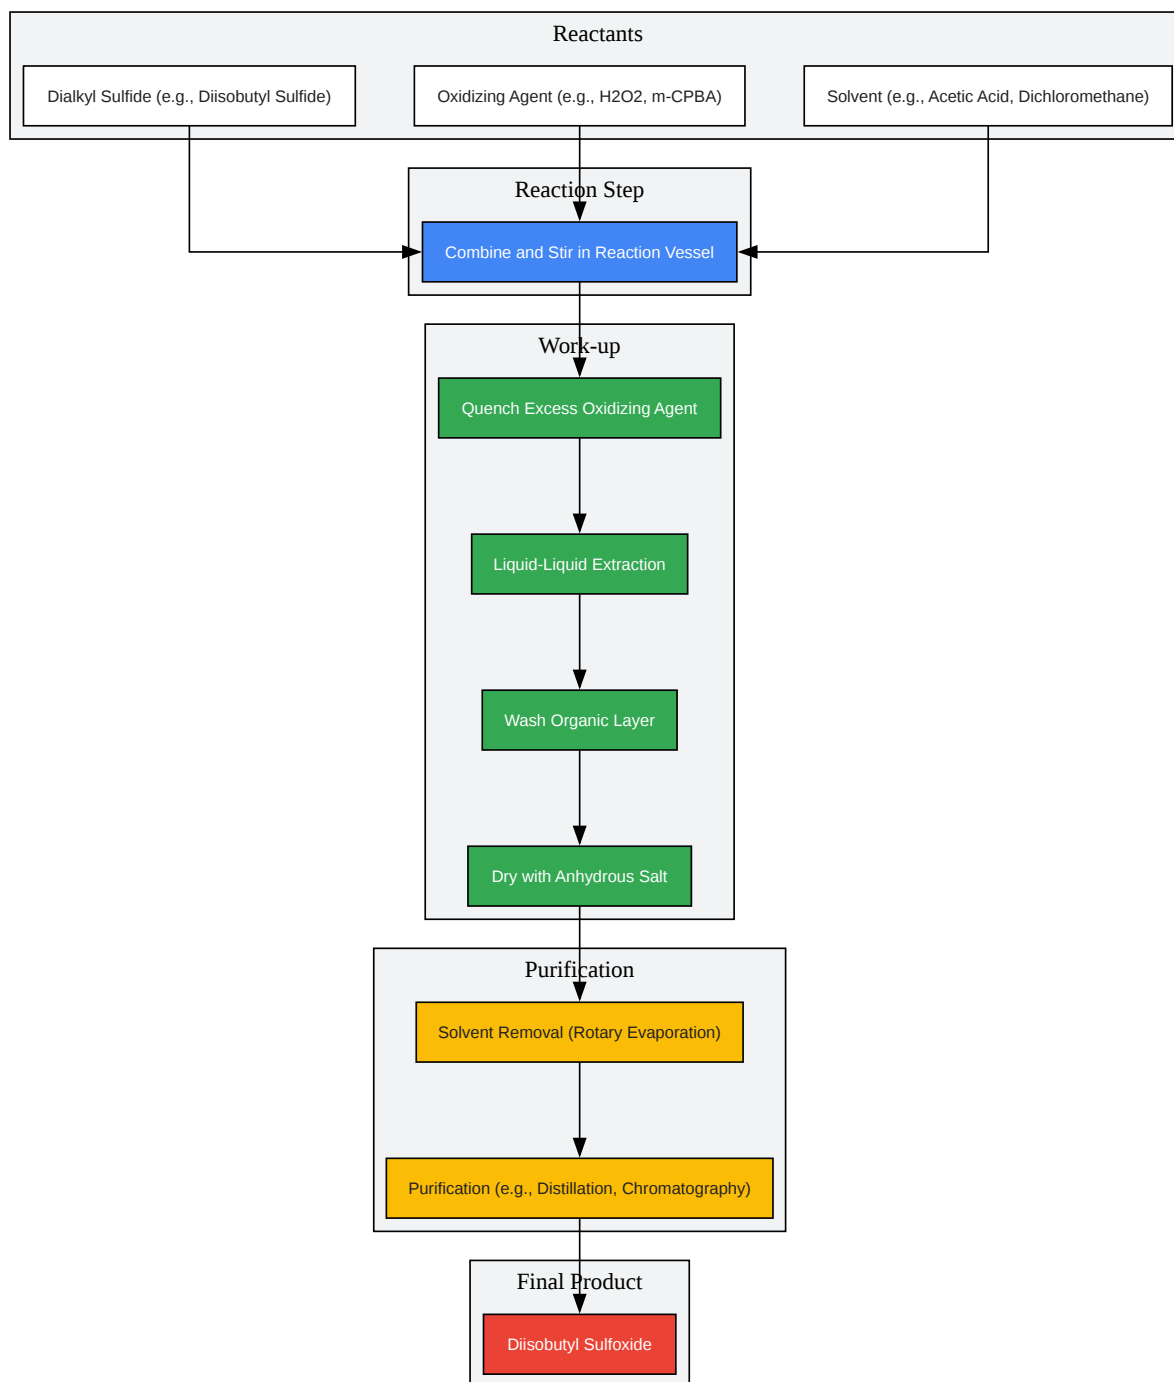 Reactants
Dialkyl Sulfide (e.g., Diisobutyl Sulfide)
Oxidizing Agent (e.g., H2O2, m-CPBA)
Solvent (e.g., Acetic Acid, Dichloromethane)
Reaction Step
Combine and Stir in Reaction Vessel
Work-up
Quench Excess Oxidizing Agent
Liquid-Liquid Extraction
Wash Organic Layer
Dry with Anhydrous Salt
Purification
Solvent Removal (Rotary Evaporation)
Purification (e.g., Distillation, Chromatography)
Final Product
Diisobutyl Sulfoxide